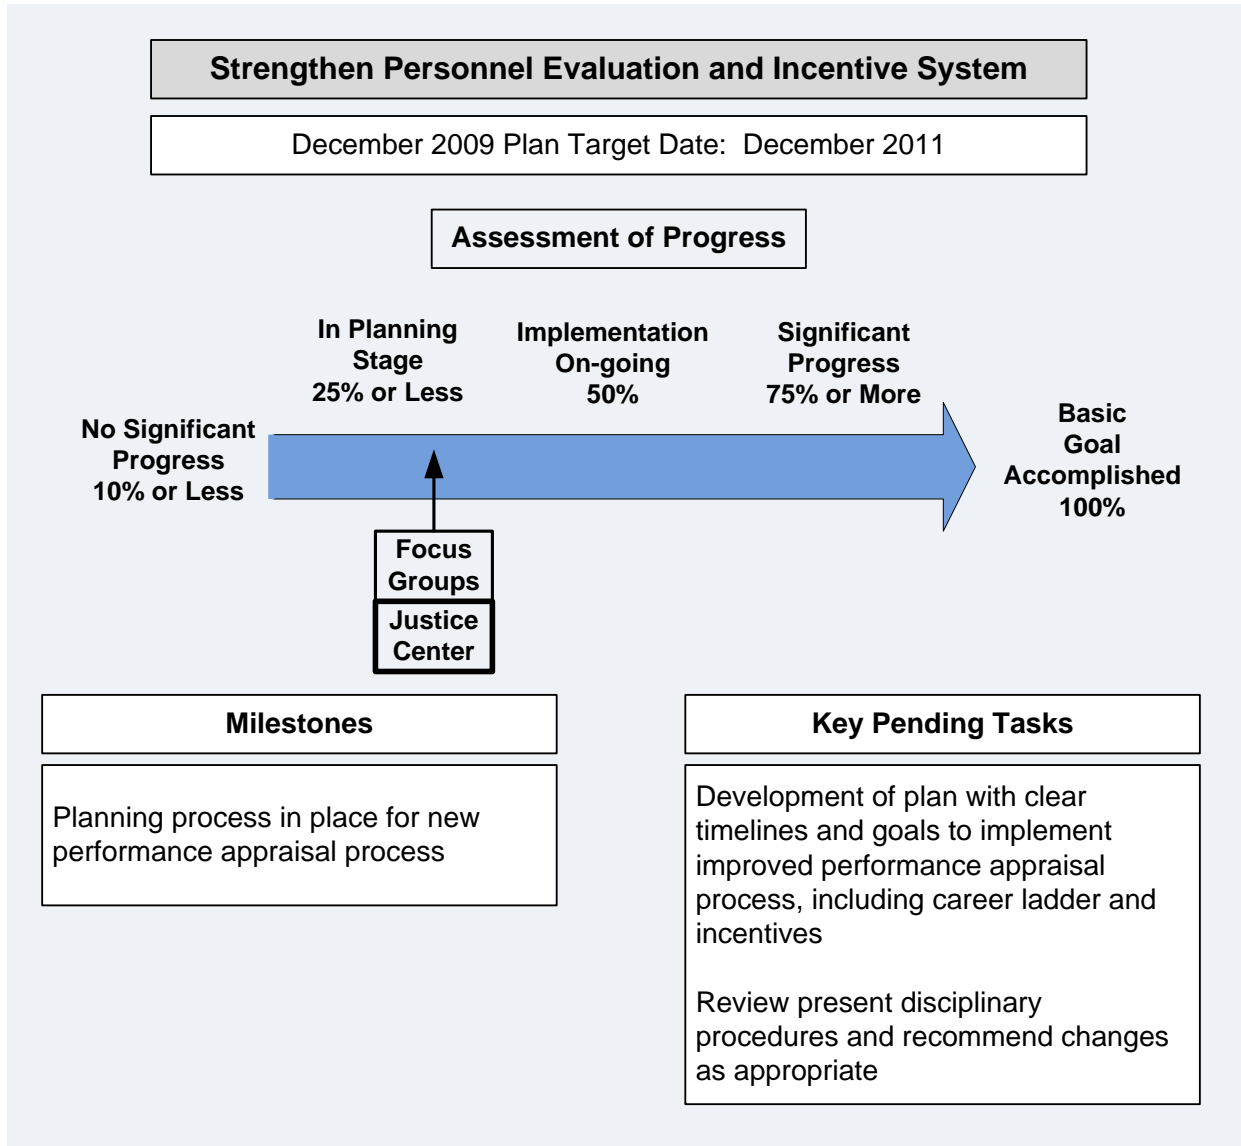 Strengthen Personnel Evaluation and Incentive System
December 2009 Plan Target Date:  December 2011
Assessment of Progress
No Significant
Progress
10% or Less
In Planning
Stage
25% or Less
Implementation
On-going
50%
Significant
Progress
75% or More
Basic
Goal
Accomplished
100%
Focus
Groups
Justice
Center
Milestones
Planning process in place for new
performance appraisal process
Key Pending Tasks
Development of plan with clear
timelines and goals to implement
improved performance appraisal
process, including career ladder and
incentives
Review present disciplinary
procedures and recommend changes
as appropriate